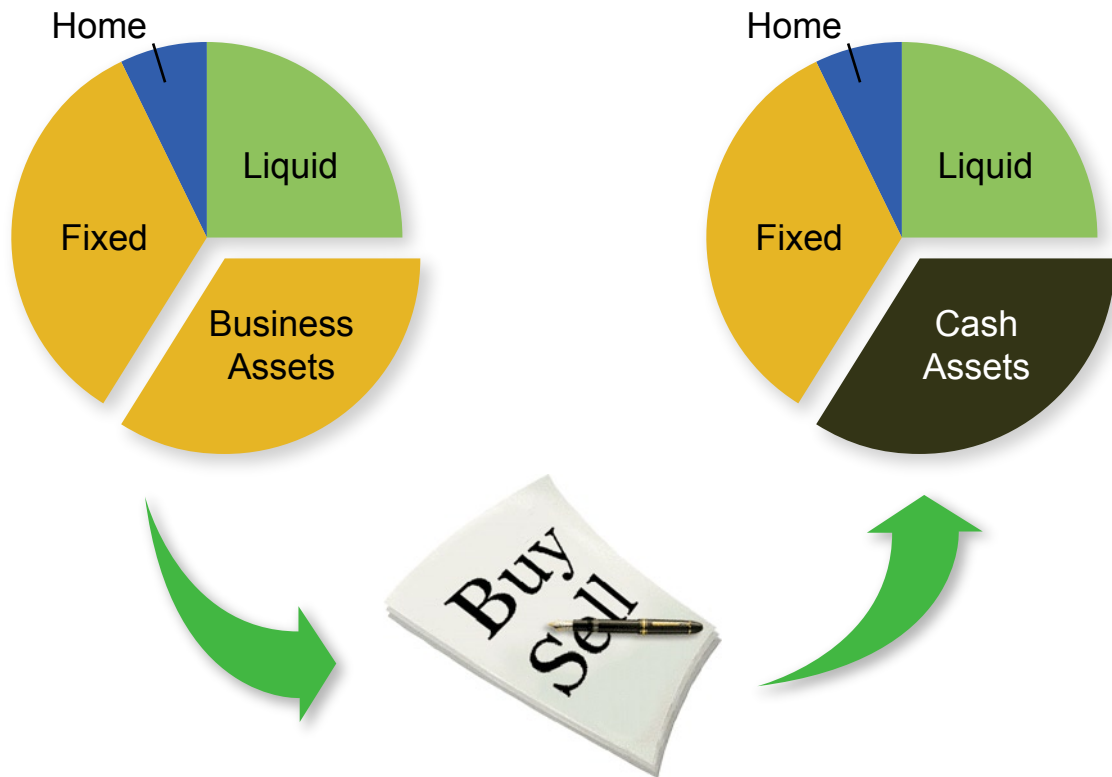 Home
Liquid
Fixed
Business
Assets
Home
Liquid
Fixed
Cash
Assets
Buy
Sell